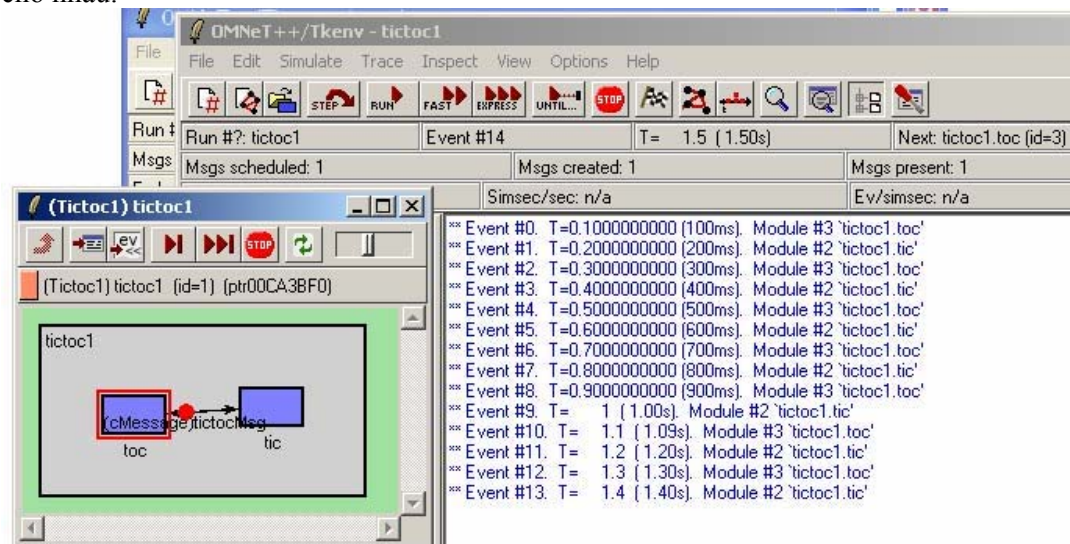 nhau.
OMNeT++/Tkenv - tictoc1
File
File Edit Simulate Trace Inspect View Options Help
STEP RUN FAST EXPRESS UNTIL... STOP
Run #
Run #?: tictoc1 Event #14 T= 1.5 (1.50s) Next: tictoc1.toc (id=3)
Msgs
Msgs scheduled: 1 Msgs created: 1 Msgs present: 1
Simsec/sec: n/a Ev/simsec: n/a
(Tictoc1) tictoc1
ev STOP
(Tictoc1) tictoc1 (id=1) (ptr00CA3BF0)
tictoc1
(cMessage)tictocMsg
toc
tic
** Event #0. T=0.1000000000 (100ms). Module #3 `tictoc1.toc'
** Event #1. T=0.2000000000 (200ms). Module #2 `tictoc1.tic'
** Event #2. T=0.3000000000 (300ms). Module #3 `tictoc1.toc'
** Event #3. T=0.4000000000 (400ms). Module #2 `tictoc1.tic'
** Event #4. T=0.5000000000 (500ms). Module #3 `tictoc1.toc'
** Event #5. T=0.6000000000 (600ms). Module #2 `tictoc1.tic'
** Event #6. T=0.7000000000 (700ms). Module #3 `tictoc1.toc'
** Event #7. T=0.8000000000 (800ms). Module #2 `tictoc1.tic'
** Event #8. T=0.9000000000 (900ms). Module #3 `tictoc1.toc'
** Event #9. T= 1 ( 1.00s). Module #2 `tictoc1.tic'
** Event #10. T= 1.1 ( 1.09s). Module #3 `tictoc1.toc'
** Event #11. T= 1.2 ( 1.20s). Module #2 `tictoc1.tic'
** Event #12. T= 1.3 ( 1.30s). Module #3 `tictoc1.toc'
** Event #13. T= 1.4 ( 1.40s). Module #2 `tictoc1.tic'